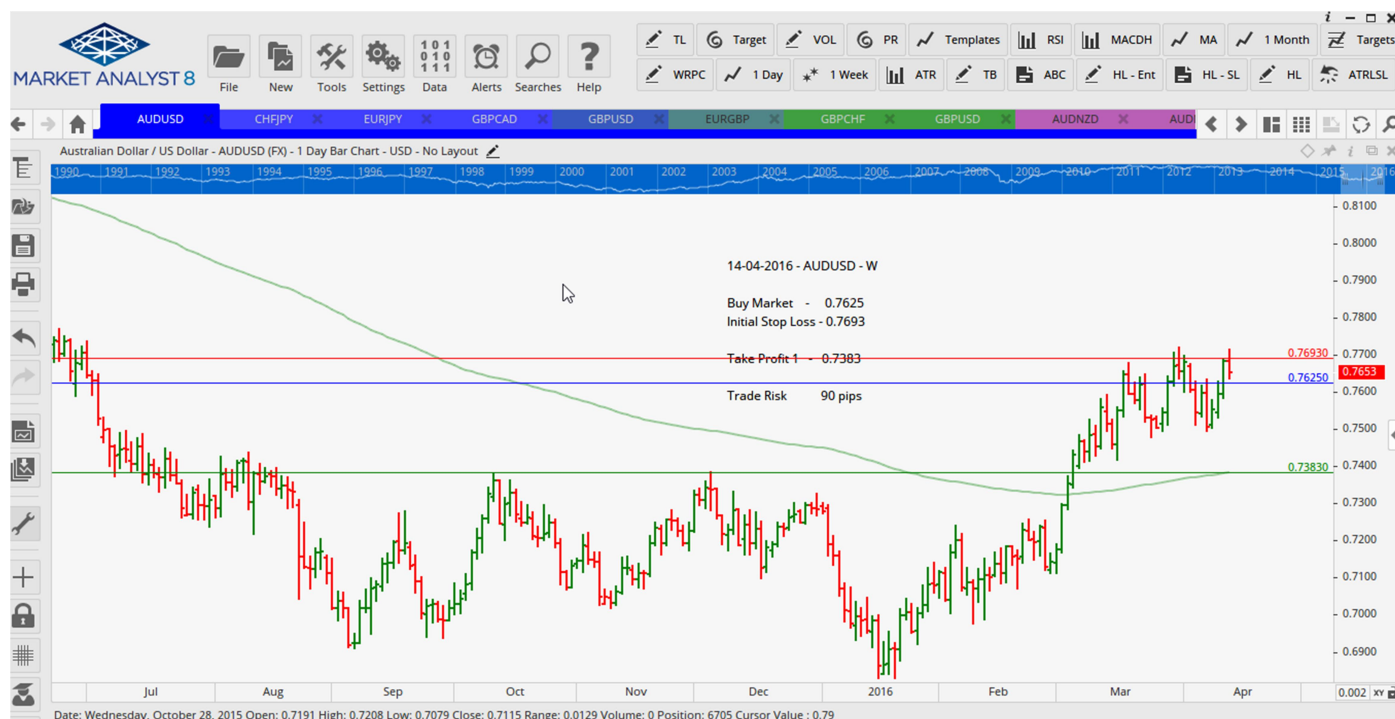 i
MARKET ANALYST 8
File New Tools Settings Data Alerts Searches Help
TL Target VOL PR Templates RSI MACDH MA 1 Month Targets
WRPC 1 Day 1 Week ATR TB ABC HL - Ent HL - SL HL ATRLSL
AUDUSD CHFJPY EURJPY GBPCAD GBPUSD EURGBP GBPCHF GBPUSD AUDNZD AUD
Australian Dollar / US Dollar - AUDUSD (FX) - 1 Day Bar Chart - USD - No Layout
1990 1991 1992 1993 1994 1995 1996 1997 1998 1999 2000 2001 2002 2003 2004 2005 2006 2007 2008 2009 2010 2011 2012 2013 2014 2015 2016
0.8100
0.8000
14-04-2016 - AUDUSD - W
0.7900
Buy Market - 0.7625
Initial Stop Loss - 0.7693
0.7800
0.76930
0.7700
Take Profit 1 - 0.7383
0.7653
0.76250
0.7600
Trade Risk 90 pips
0.7500
0.73830
0.7400
0.7300
0.7200
0.7100
0.7000
0.6900
Jul Aug Sep Oct Nov Dec 2016 Feb Mar Apr
0.002 XY
Date: Wednesday, October 28, 2015 Open: 0.7191 High: 0.7208 Low: 0.7079 Close: 0.7115 Range: 0.0129 Volume: 0 Position: 6705 Cursor Value : 0.79